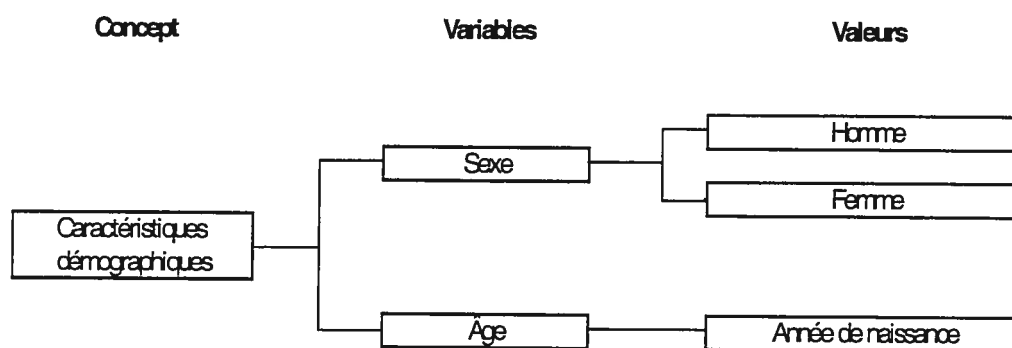 Concept Variables Valeurs
Homme
Sexe
Femme
Caractéristiques
démographiques
Âge Année de naissance